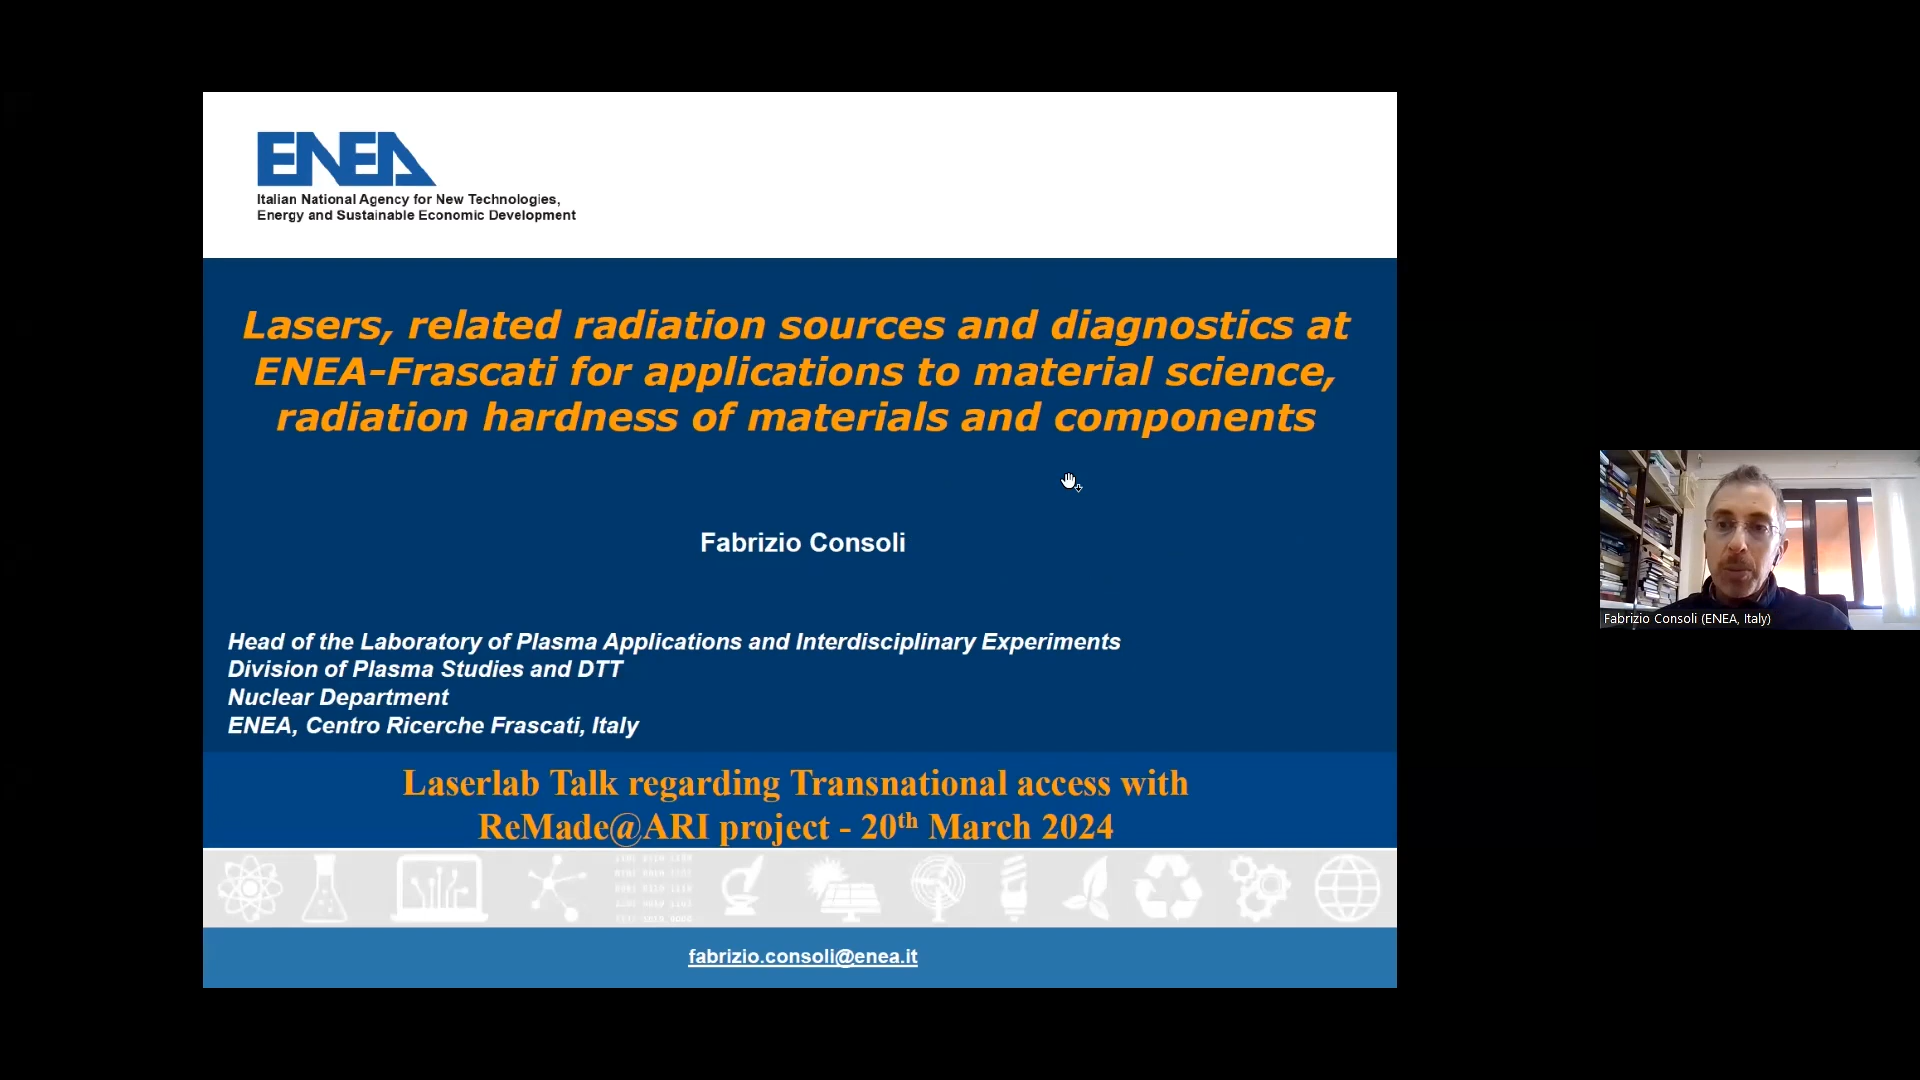 ENEA
Italian National Agency for New Technologies,
Energy and Sustainable Economic Development
Lasers, related radiation sources and diagnostics at
ENEA-Frascati for applications to material science,
radiation hardness of materials and components
Fabrizio Consoli
Head of the Laboratory of Plasma Applications and Interdisciplinary Experiments
Division of Plasma Studies and DTT
Nuclear Department
ENEA, Centro Ricerche Frascati, Italy
Laserlab Talk regarding Transnational access with
ReMade@ARI project - 20th March 2024
fabrizio.consoli@enea.it
Fabrizio Consoli (ENEA, Italy)